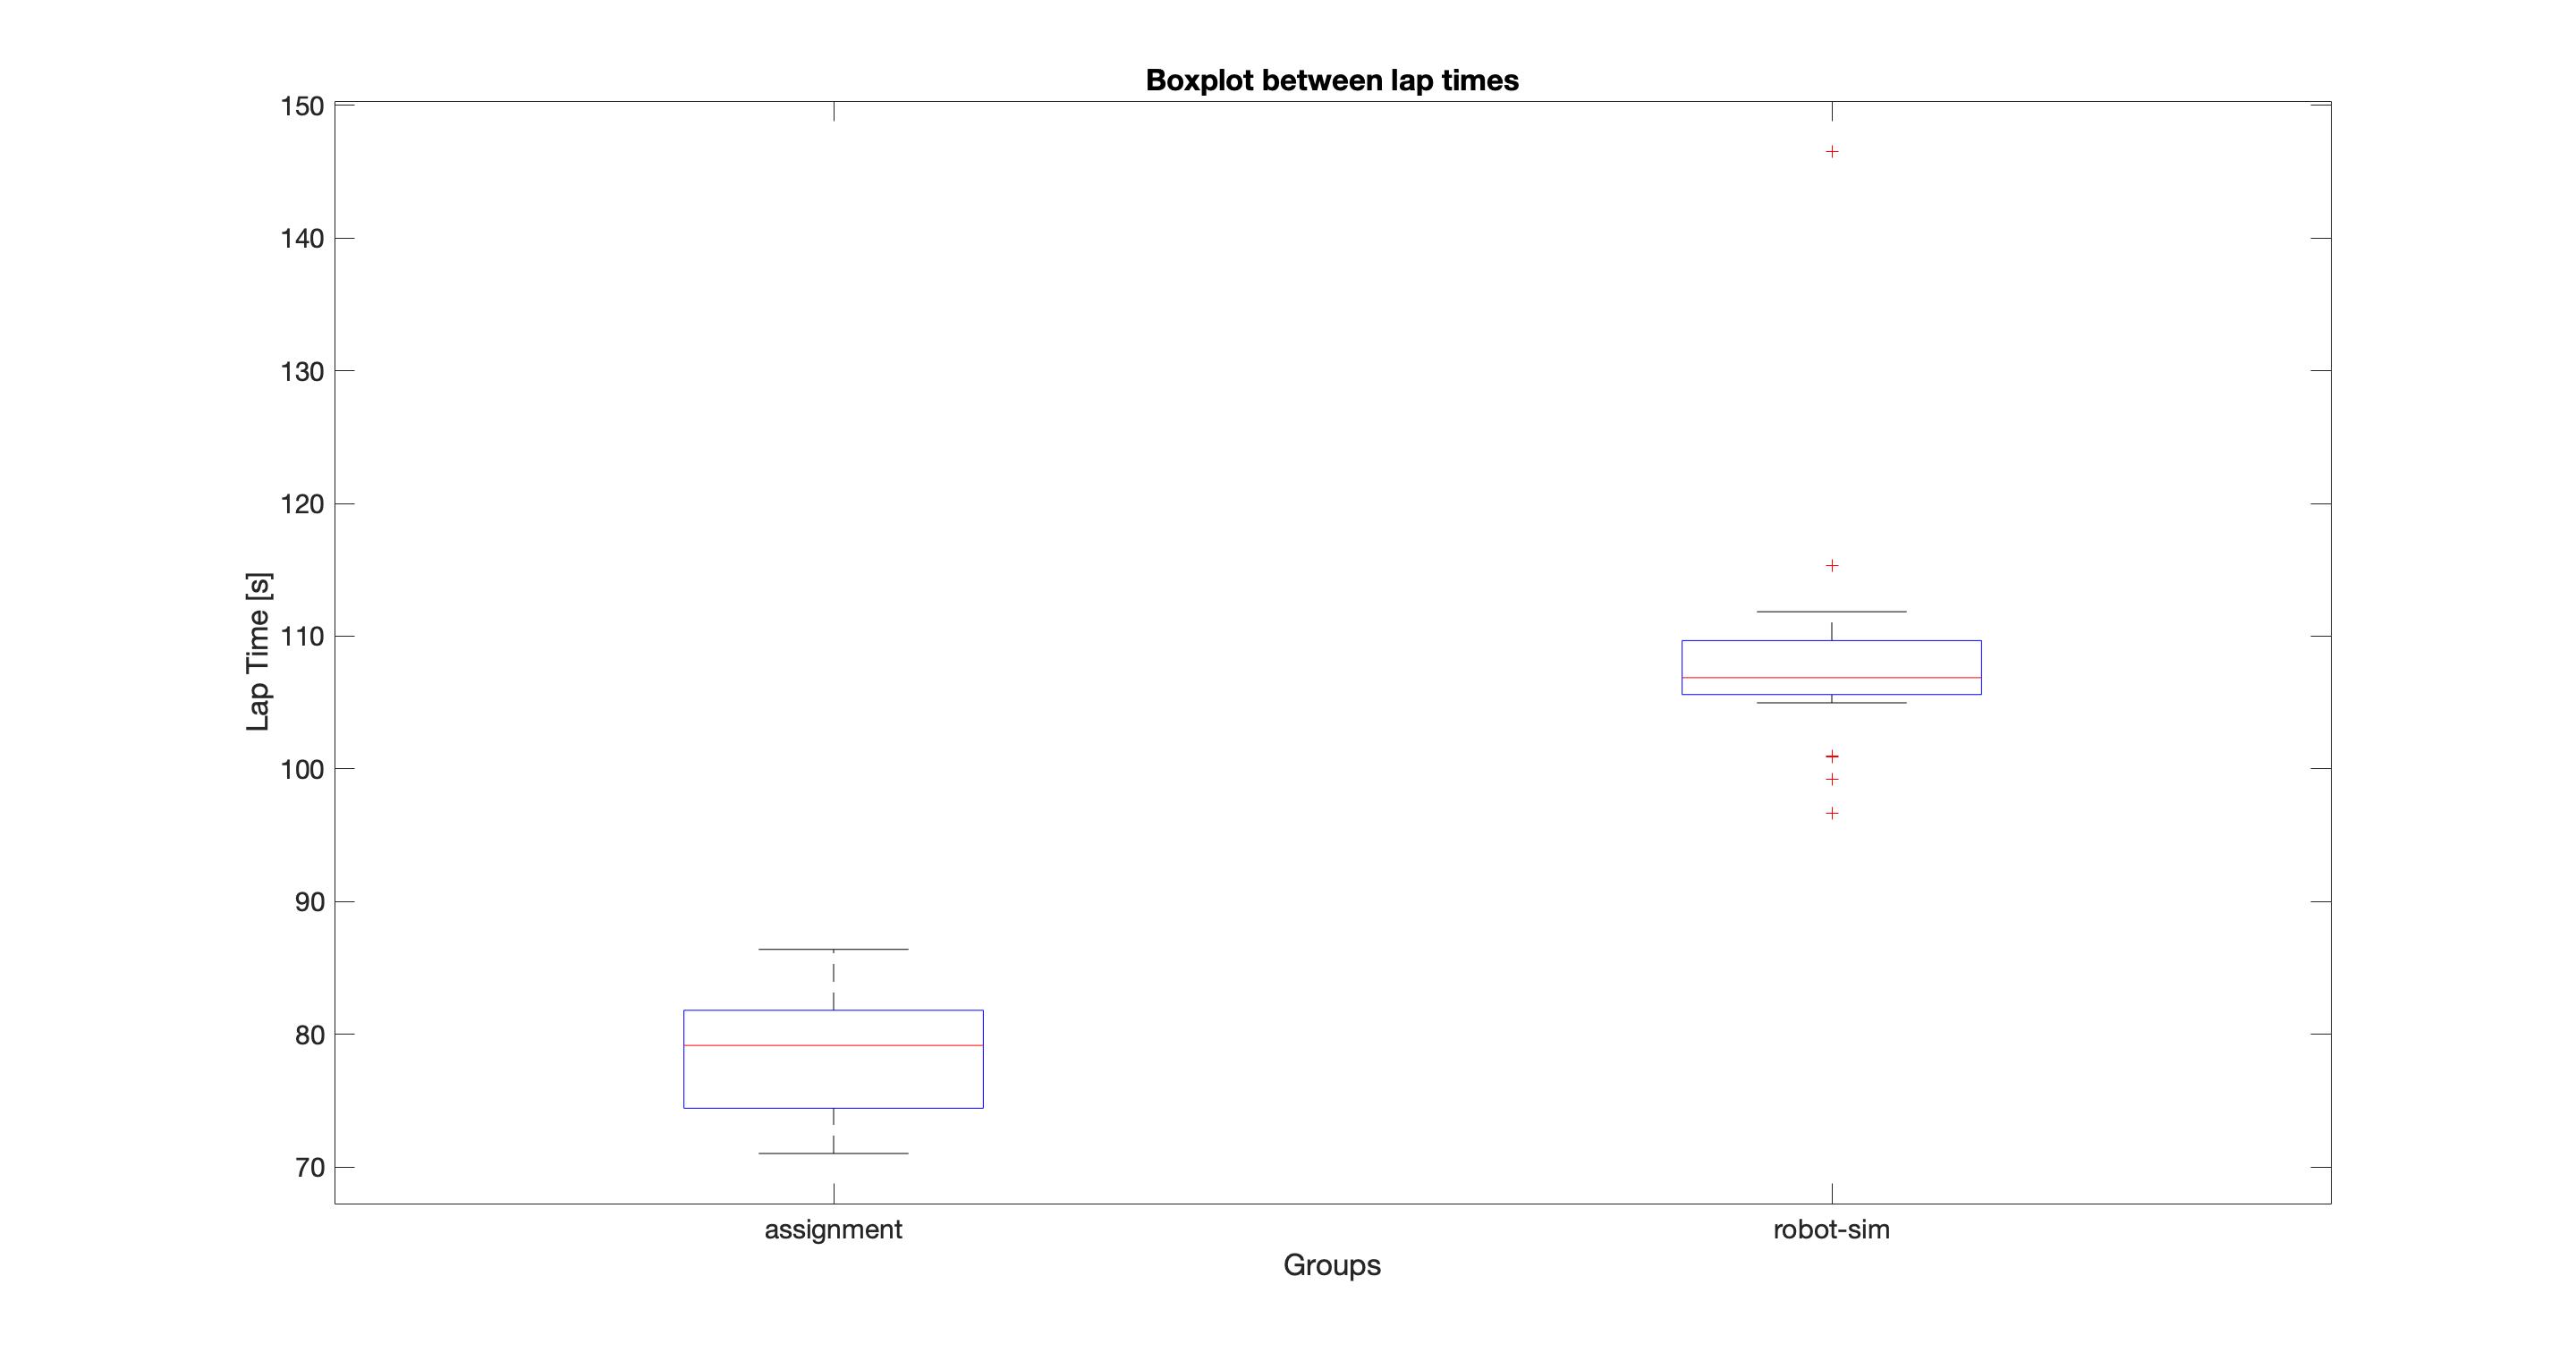 Boxplot between lap times
150
140
130
120
110
100
90
80
70
Lap Time [s]
assignment
robot-sim
Groups